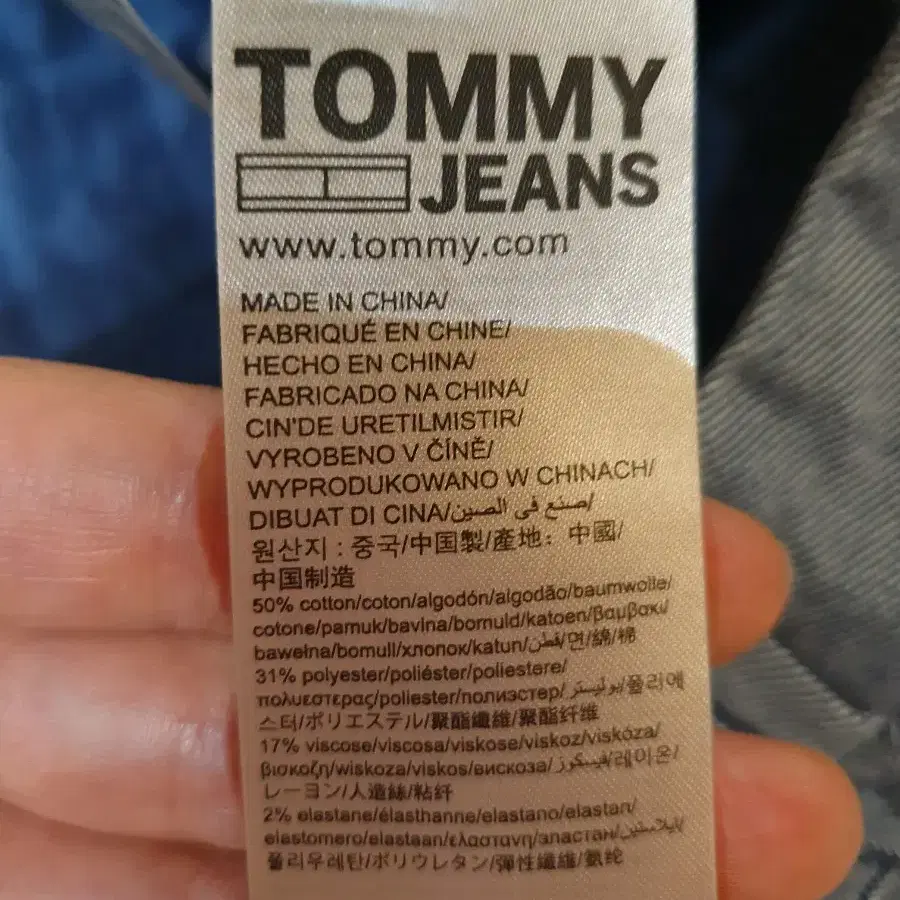 TOMMY
JEANS
www.tommy.com
MADE IN CHINA/
FABRIQUÉ EN CHINE/
HECHO EN CHINA/
FABRICADO NA CHINA/
CIN'DE URETILMISTIR/
VYROBENO V ČÍNĚ/
WYPRODUKOWANO W CHINACH/
DIBUAT DI CINA/صنع في الصين/
원산지 : 중국/中国製/產地: 中國/
中国制造
50% cotton/coton/algodón/algodão/baumwolle/
cotone/pamuk/bavlna/bomuld/katoen/βαμβακι/
bawełna/bomull/хлопок/katun/قطن/면/綿/棉
31% polyester/poliéster/poliestere/
πολυεστερας/poliester/полиэстер/بوليستر/폴리에
스터/ポリエステル/聚酯纖維/聚酯纤维
17% viscose/viscosa/viskose/viskoz/viskóza/
βισκοζη/wiskoza/viskos/вискоза/فيسكوز/레이온/
レーヨン/人造絲/粘纤
2% elastane/élasthanne/elastano/elastan/
elastomero/elastaan/ελαστανη/эластан/
폴리우레탄/ポリウレタン/彈性纖維/氨纶